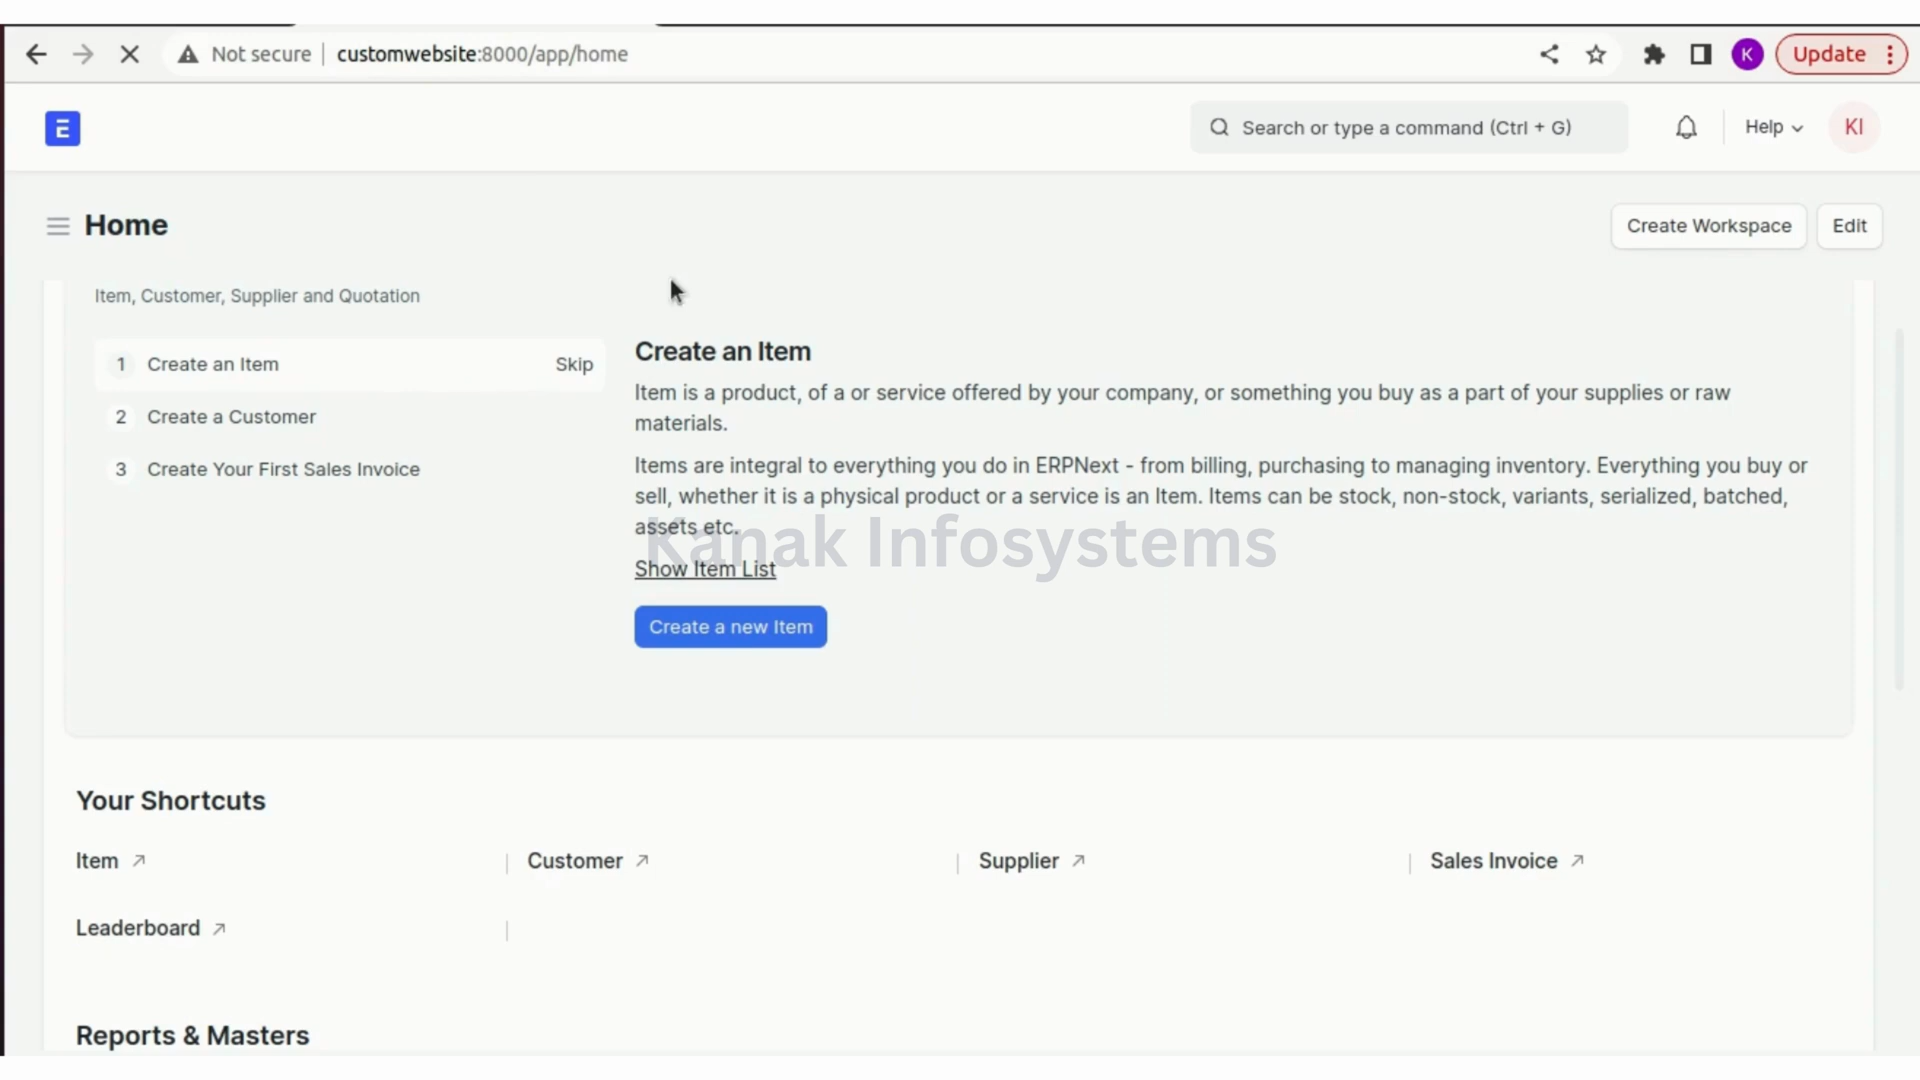 Not secure | customwebsite:8000/app/home
K
Update
E
Search or type a command (Ctrl + G)
Help
KI
Home
Create Workspace
Edit
Item, Customer, Supplier and Quotation
1 Create an Item Skip
2 Create a Customer
3 Create Your First Sales Invoice
Create an Item
Item is a product, of a or service offered by your company, or something you buy as a part of your supplies or raw
materials.
Items are integral to everything you do in ERPNext - from billing, purchasing to managing inventory. Everything you buy or
sell, whether it is a physical product or a service is an Item. Items can be stock, non-stock, variants, serialized, batched,
assets etc.
Kanak Infosystems
Show Item List
Create a new Item
Your Shortcuts
Item
Customer
Supplier
Sales Invoice
Leaderboard
Reports & Masters